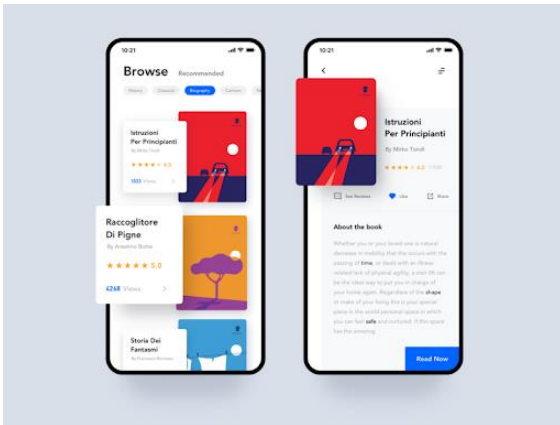 10:21
Browse
Recommended
History
Classics
Biography
Cartoon
Istruzioni
Per Principianti
By Mirko Tondi
4.0
Views
Raccoglitore
Di Pigne
By Anselmo Botte
5.0
4248 Views
Storia Dei
Fantasmi
10:21
Istruzioni
Per Principianti
By Mirko Tondi
4.0
See Reviews
Like
Share
About the book
Whether you or your loved one is natural
decrease in mobility that the occurs with the
passing of time, or deals with an illness-
related lack of physical agility, a stair lift can
be the ideal way to put you in charge of
your home again. Regardless of the shape
or make of your living this is your special
place in the world personal space in which
you can feel safe and nurtured. If this space
has the amazing.
Read Now